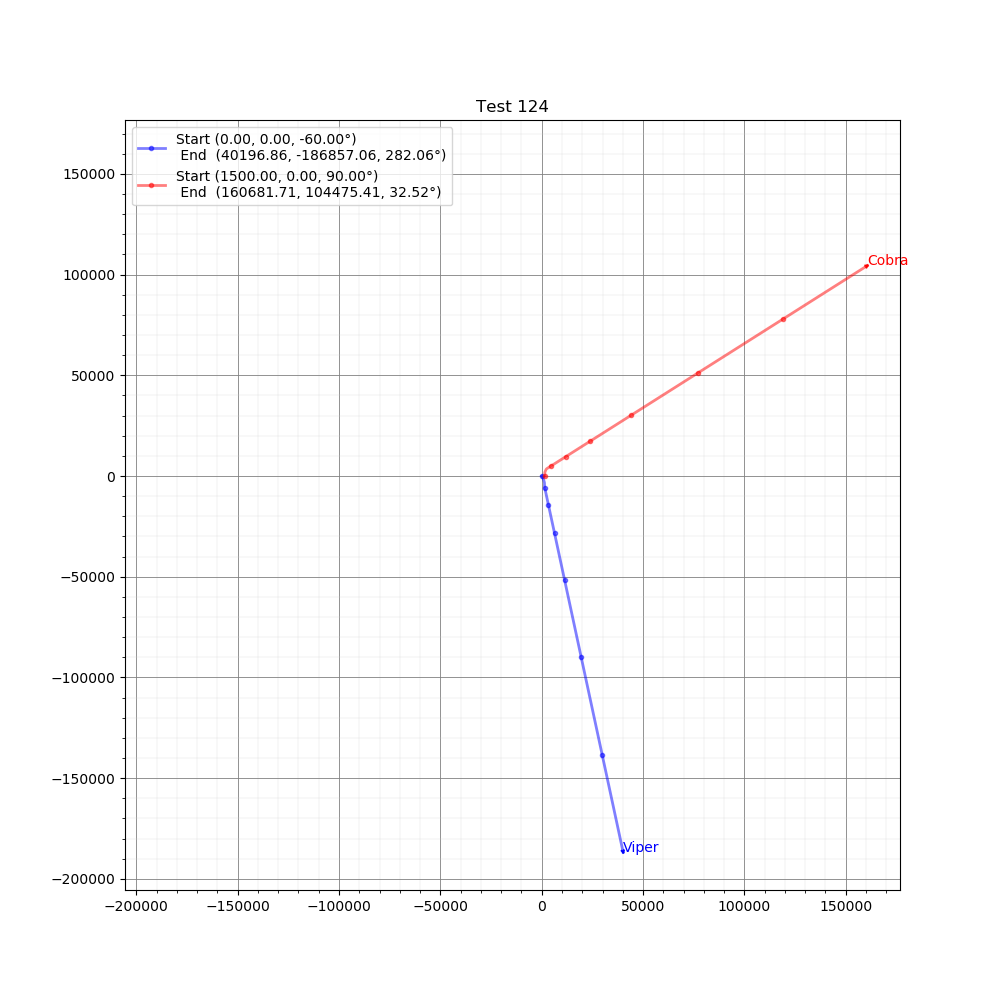 Test 124
Start (0.00, 0.00, -60.00°)
End  (40196.86, -186857.06, 282.06°)
Start (1500.00, 0.00, 90.00°)
End  (160681.71, 104475.41, 32.52°)
150000
100000
50000
0
−50000
−100000
−150000
−200000
Cobra
Viper
−200000 −150000 −100000 −50000 0 50000 100000 150000